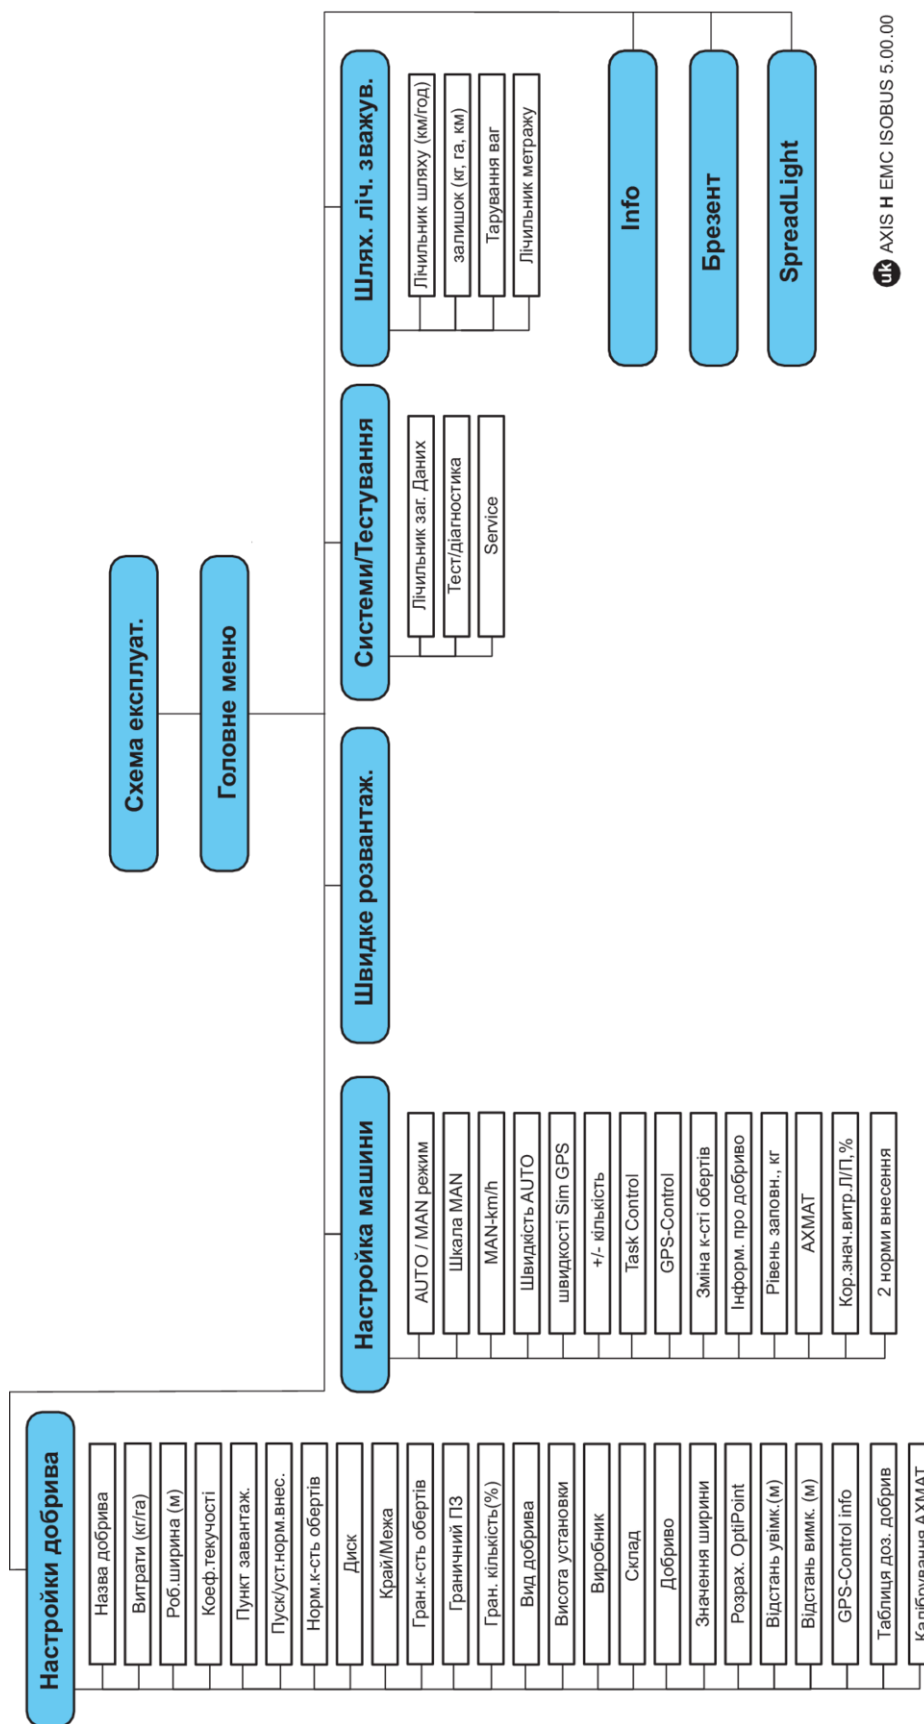 Схема експлуат.
Головне меню
Настройки добрива
Назва добрива
Витрати (кг/га)
Роб.ширина (м)
Коеф.текучості
Пункт завантаж.
Пуск/уст.норм.внес.
Норм.к-сть обертів
Диск
Край/Межа
Гран.к-сть обертів
Граничний ПЗ
Гран. кількість(%)
Вид добрива
Висота установки
Виробник
Склад
Добриво
Значення ширини
Розрах. OptiPoint
Відстань увімк.(м)
Відстань вимк. (м)
GPS-Control info
Таблиця доз. добрив
Калібрування AXMAT
Настройка машини
AUTO / MAN режим
Шкала MAN
MAN-km/h
Швидкість AUTO
швидкості Sim GPS
+/- кількість
Task Control
GPS-Control
Зміна к-сті обертів
Інформ. про добриво
Рівень заповн., кг
AXMAT
Кор.знач.витр.Л/П,%
2 норми внесення
Швидке розвантаж.
Системи/Тестування
Лічильник заг. Даних
Тест/діагностика
Service
Шлях. ліч. зважув.
Лічильник шляху (км/год)
залишок (кг, га, км)
Тарування ваг
Лічильник метражу
Info
Брезент
SpreadLight
uk AXIS H EMC ISOBUS 5.00.00